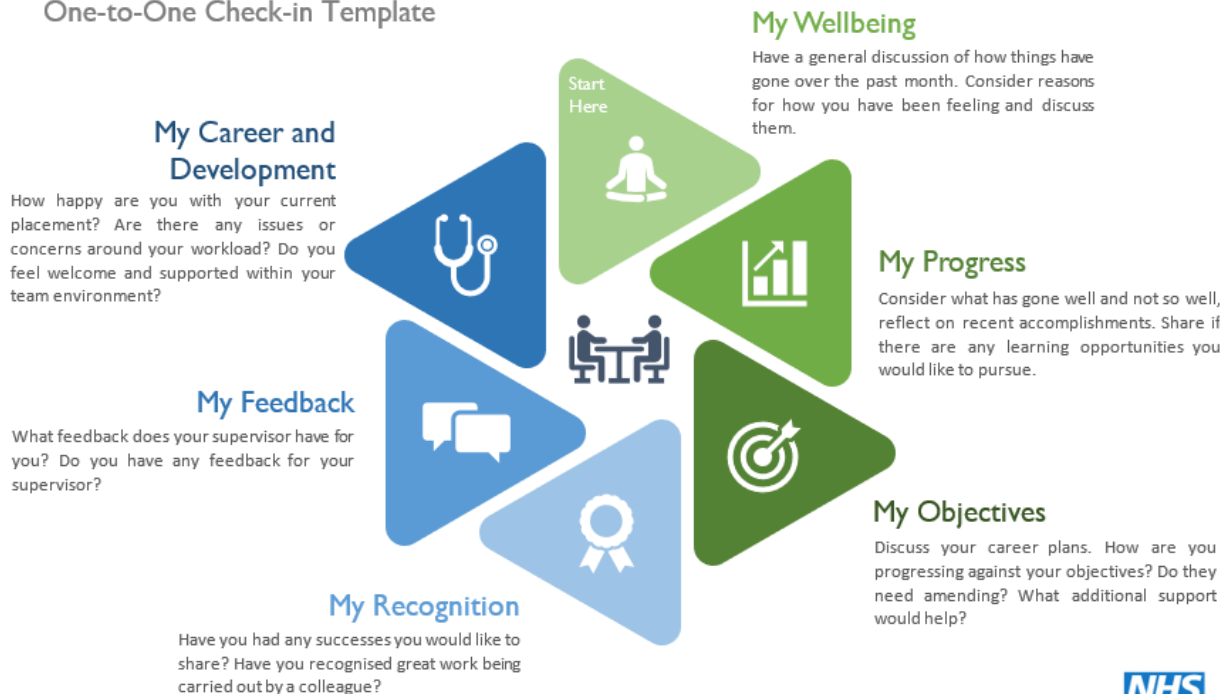 One-to-One Check-in Template
Start
Here
My Wellbeing
Have a general discussion of how things have
gone over the past month. Consider reasons
for how you have been feeling and discuss
them.
My Progress
Consider what has gone well and not so well,
reflect on recent accomplishments. Share if
there are any learning opportunities you
would like to pursue.
My Objectives
Discuss your career plans. How are you
progressing against your objectives? Do they
need amending? What additional support
would help?
My Recognition
Have you had any successes you would like to
share? Have you recognised great work being
carried out by a colleague?
My Feedback
What feedback does your supervisor have for
you? Do you have any feedback for your
supervisor?
My Career and
Development
How happy are you with your current
placement? Are there any issues or
concerns around your workload? Do you
feel welcome and supported within your
team environment?
NHS